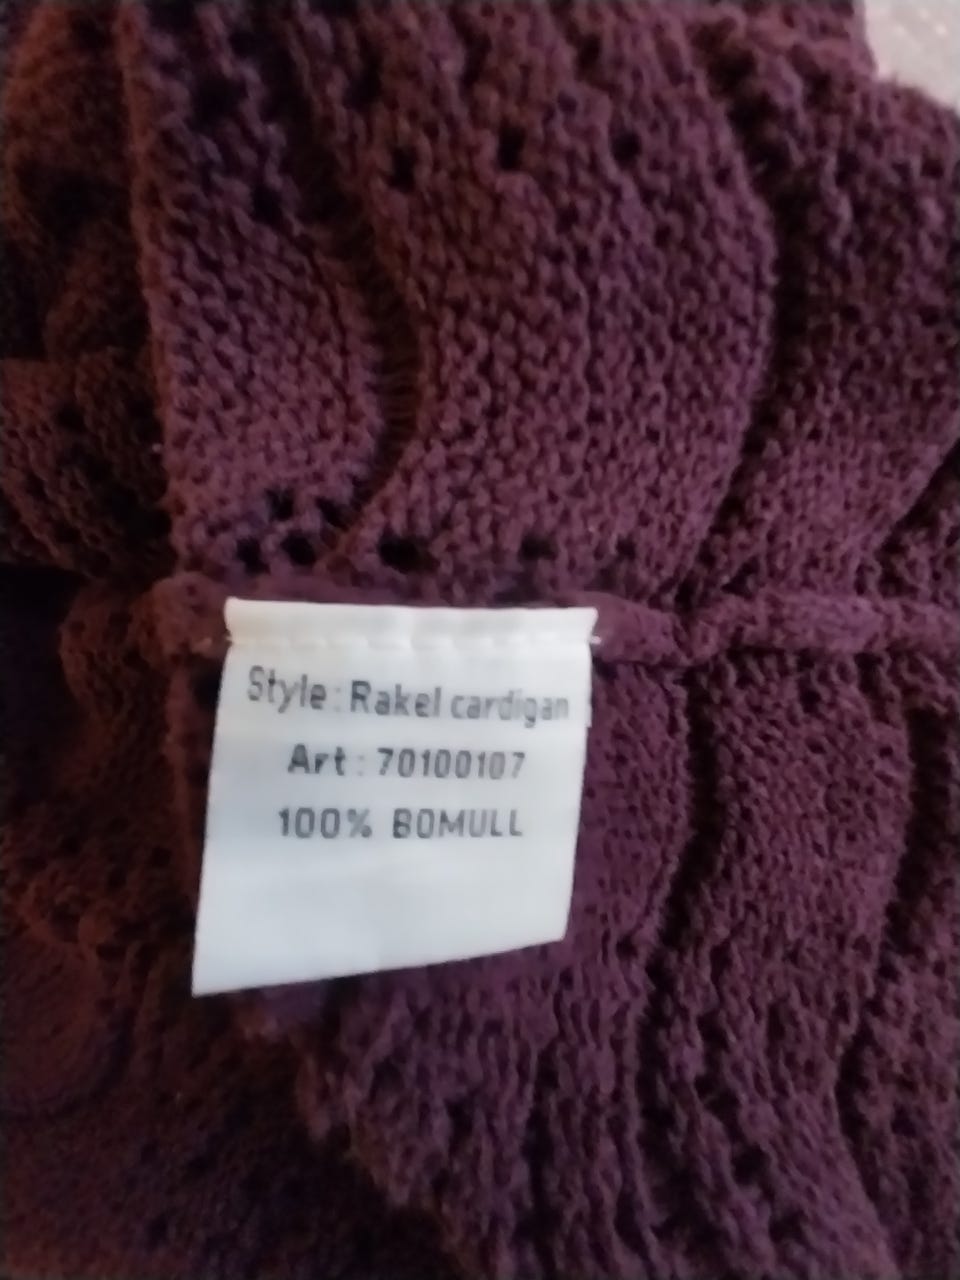 Style : Rakel cardigan
Art : 70100107
100% BOMULL